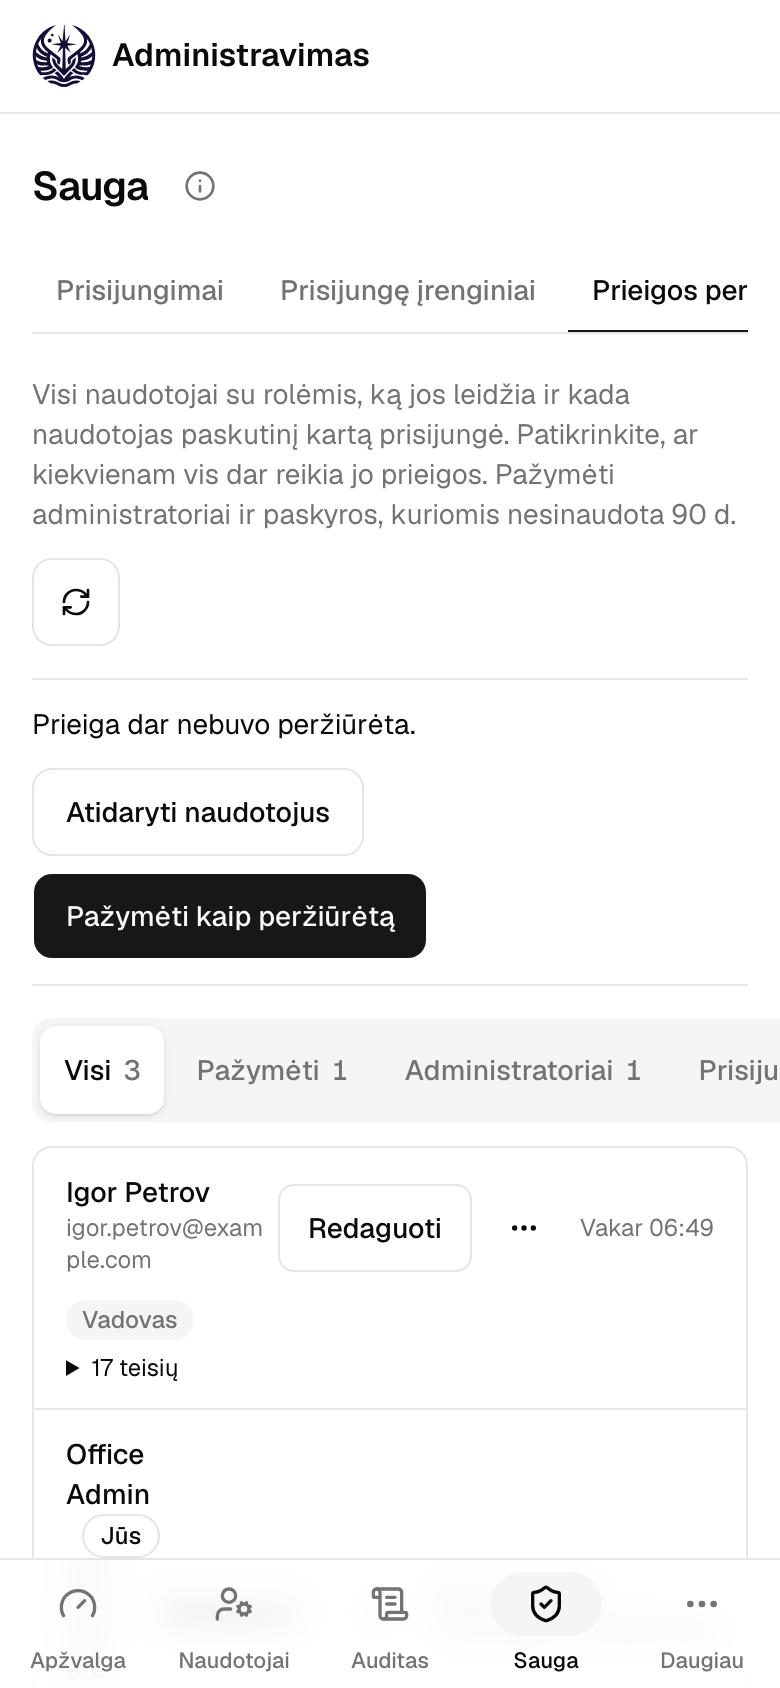 Administravimas
Sauga
Prisijungimai Prisijungę įrenginiai Prieigos per
Visi naudotojai su rolėmis, ką jos leidžia ir kada
naudotojas paskutinį kartą prisijungė. Patikrinkite, ar
kiekvienam vis dar reikia jo prieigos. Pažymėti
administratoriai ir paskyros, kuriomis nesinaudota 90 d.
Prieiga dar nebuvo peržiūrėta.
Atidaryti naudotojus
Pažymėti kaip peržiūrėtą
Visi 3 Pažymėti 1 Administratoriai 1 Prisiju
Igor Petrov
igor.petrov@exam
ple.com
Redaguoti
Vakar 06:49
Vadovas
17 teisių
Office
Admin
Jūs
Apžvalga Naudotojai Auditas Sauga Daugiau